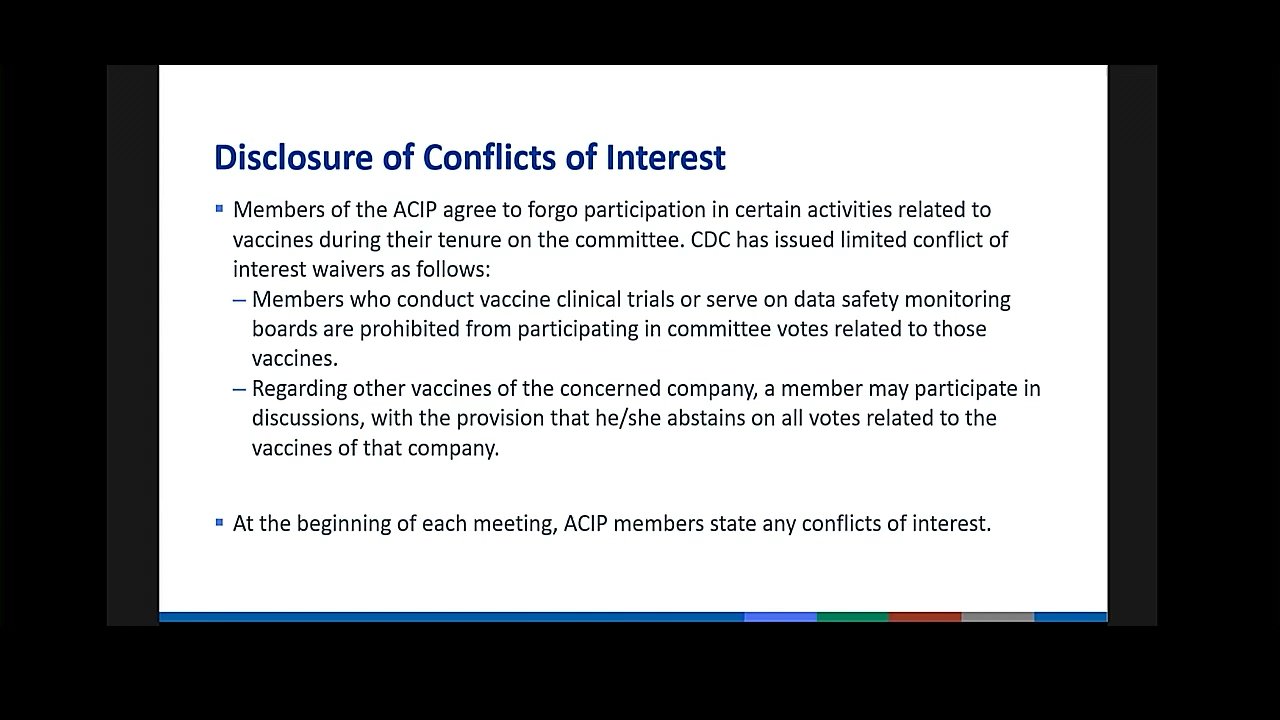 Disclosure of Conflicts of Interest
▪ Members of the ACIP agree to forgo participation in certain activities related to
vaccines during their tenure on the committee. CDC has issued limited conflict of
interest waivers as follows:
– Members who conduct vaccine clinical trials or serve on data safety monitoring
boards are prohibited from participating in committee votes related to those
vaccines.
– Regarding other vaccines of the concerned company, a member may participate in
discussions, with the provision that he/she abstains on all votes related to the
vaccines of that company.
▪ At the beginning of each meeting, ACIP members state any conflicts of interest.